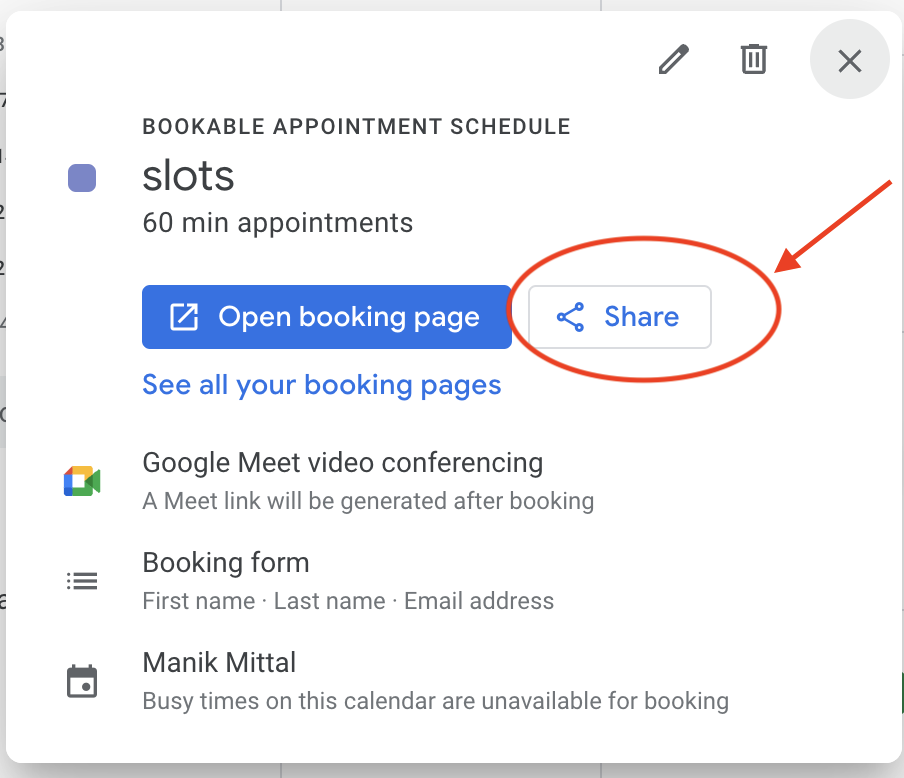 BOOKABLE APPOINTMENT SCHEDULE
slots
60 min appointments
Open booking page
Share
See all your booking pages
Google Meet video conferencing
A Meet link will be generated after booking
Booking form
First name · Last name · Email address
Manik Mittal
Busy times on this calendar are unavailable for booking